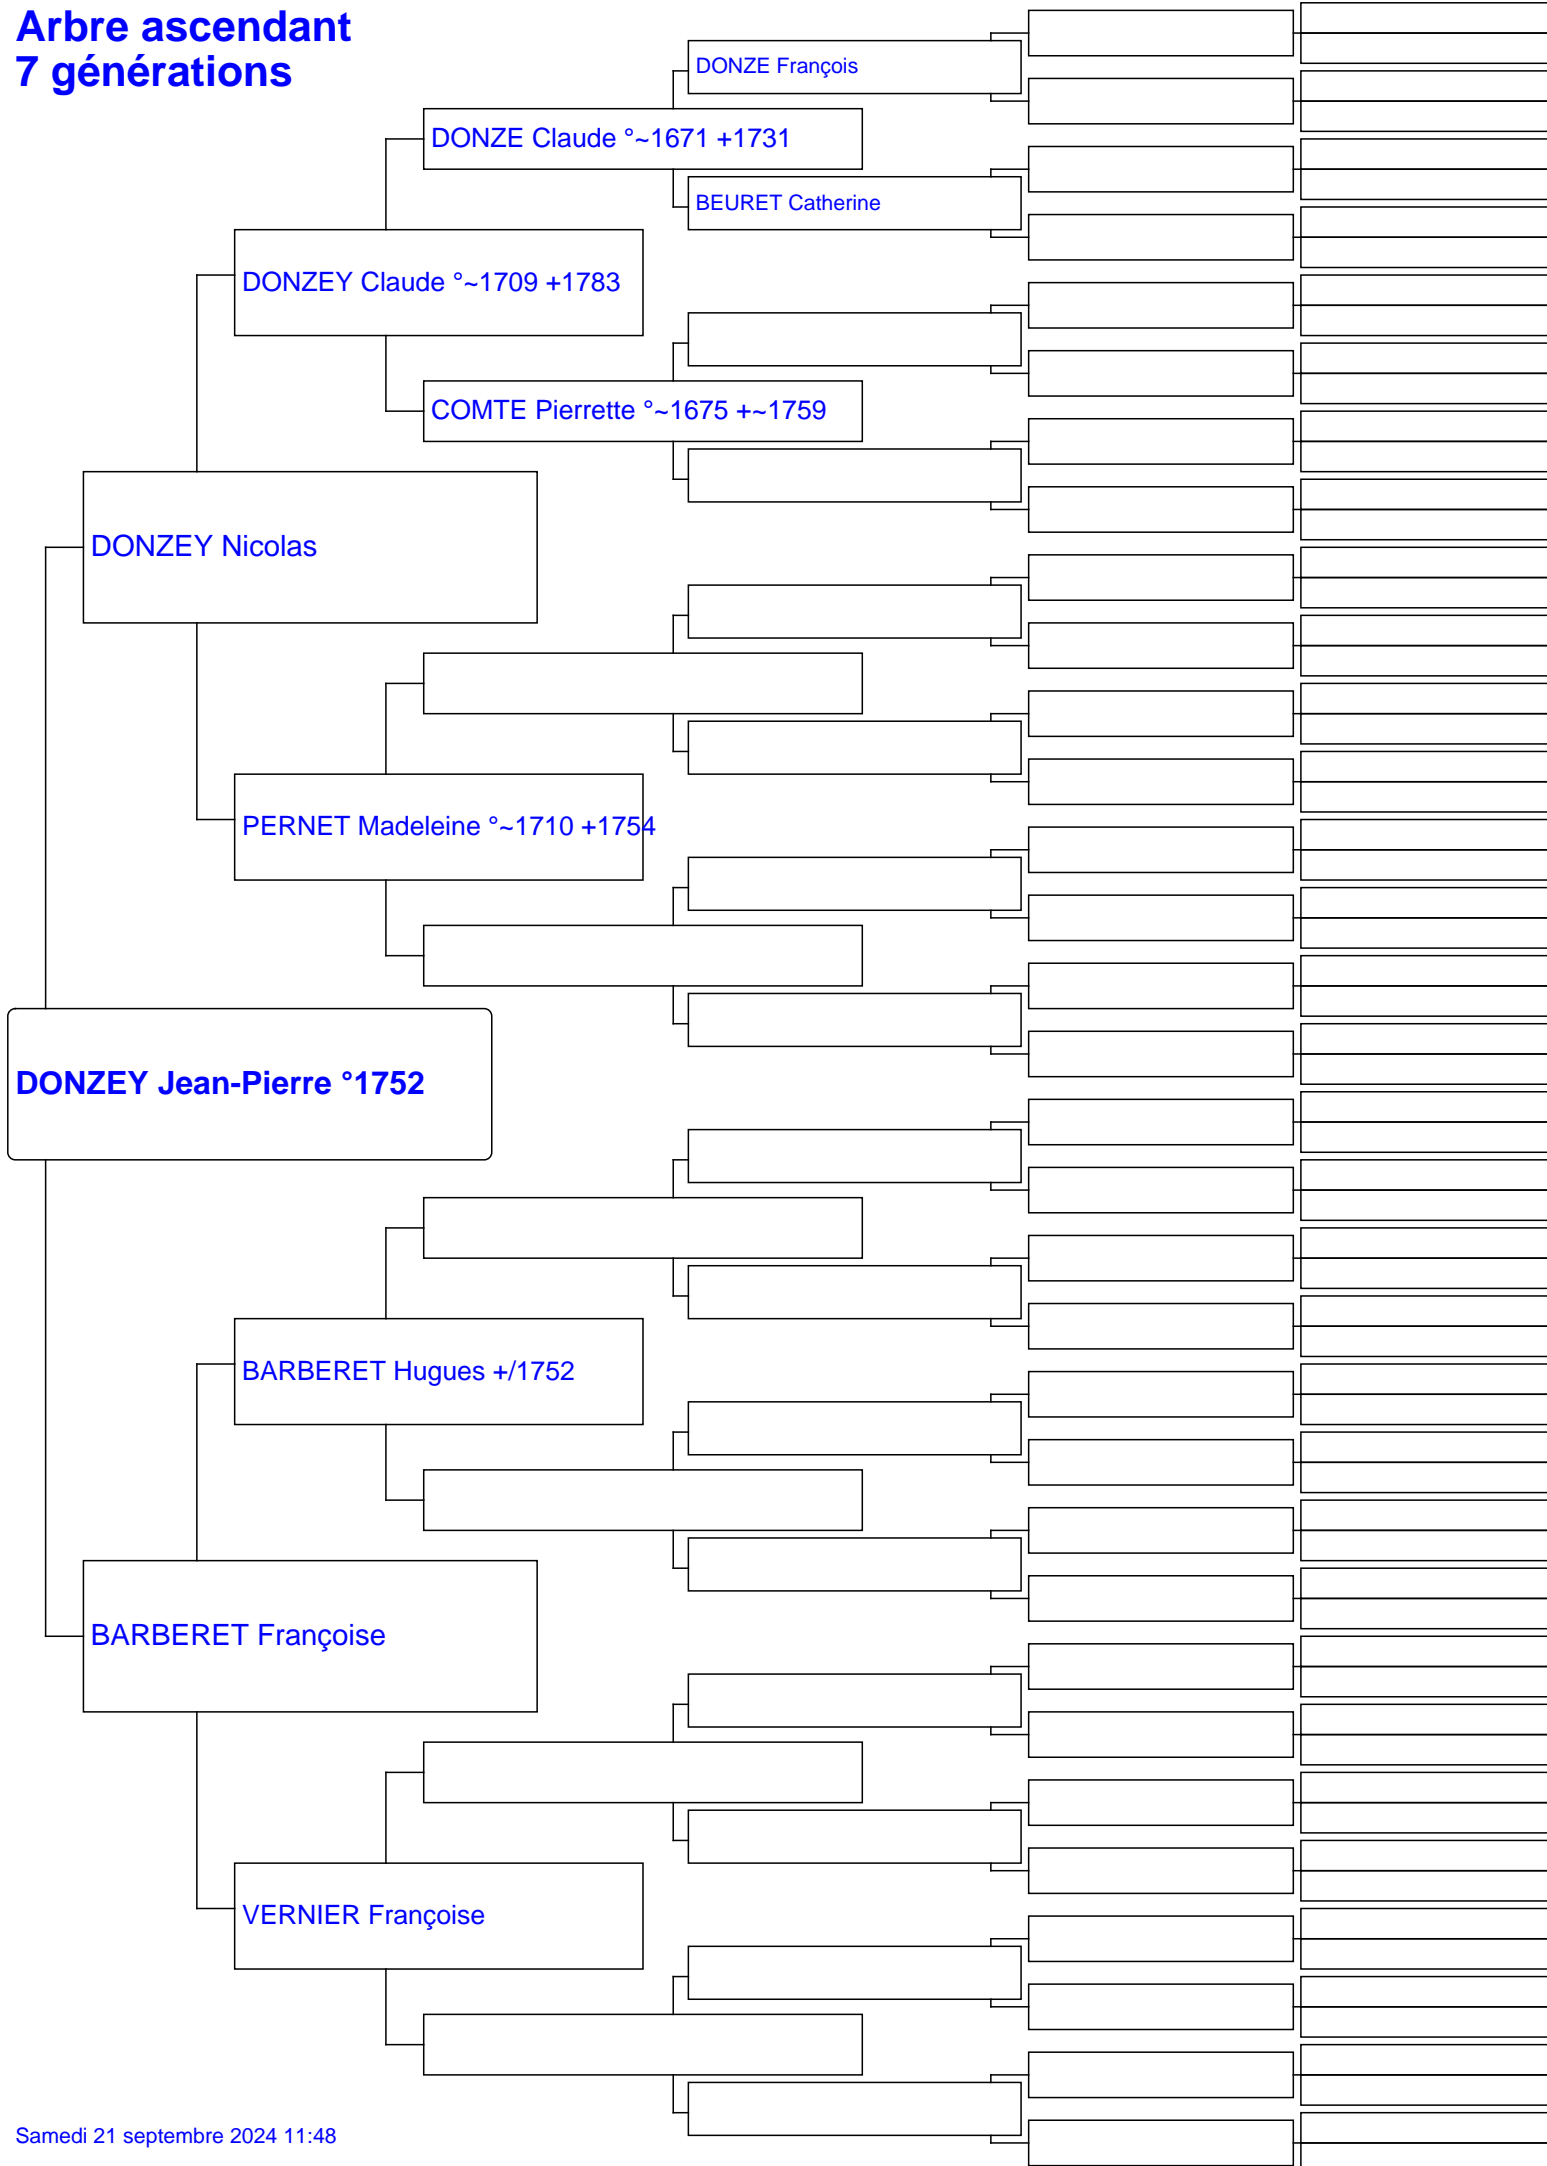 Arbre ascendant
7 générations
DONZE François
DONZE Claude °~1671 +1731
BEURET Catherine
DONZEY Claude °~1709 +1783
COMTE Pierrette °~1675 +~1759
DONZEY Nicolas
PERNET Madeleine °~1710 +1754
DONZEY Jean-Pierre °1752
BARBERET Hugues +/1752
BARBERET Françoise
VERNIER Françoise
Samedi 21 septembre 2024 11:48